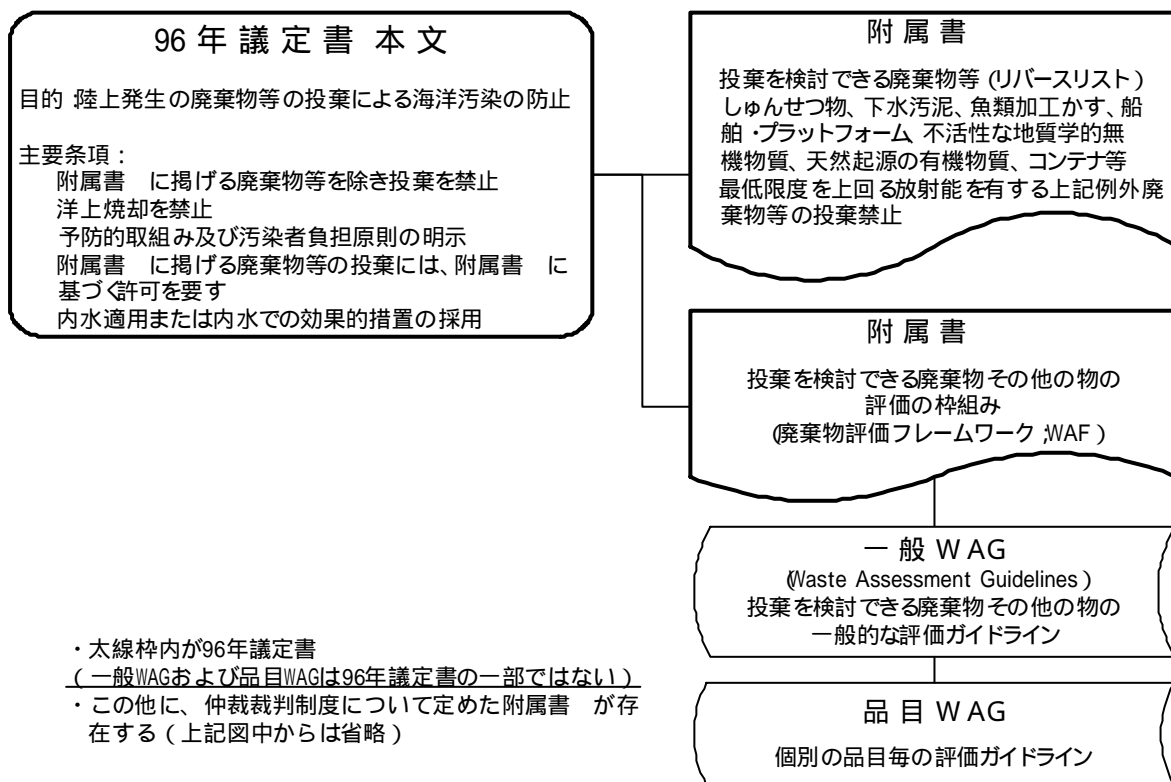 96年議定書 本文
目的:陸上発生の廃棄物等の投棄による海洋汚染の防止
主要条項:
附属書 に掲げる廃棄物等を除き投棄を禁止
洋上焼却を禁止
予防的取組み及び汚染者負担原則の明示
附属書 に掲げる廃棄物等の投棄には、附属書 に
基づく許可を要す
内水適用または内水での効果的措置の採用
附属書
投棄を検討できる廃棄物等(リバースリスト)
しゅんせつ物、下水汚泥、魚類加工かす、船
舶・プラットフォーム、不活性な地質学的無
機物質、天然起源の有機物質、コンテナ等
最低限度を上回る放射能を有する上記例外廃
棄物等の投棄禁止
附属書
投棄を検討できる廃棄物その他の物の
評価の枠組み
(廃棄物評価フレームワーク;WAF)
一般WAG
(Waste Assessment Guidelines)
投棄を検討できる廃棄物その他の物の
一般的な評価ガイドライン
品目WAG
個別の品目毎の評価ガイドライン
・太線枠内が96年議定書
(一般WAGおよび品目WAGは96年議定書の一部ではない)
・この他に、仲裁裁判制度について定めた附属書 が存
在する(上記図中からは省略)